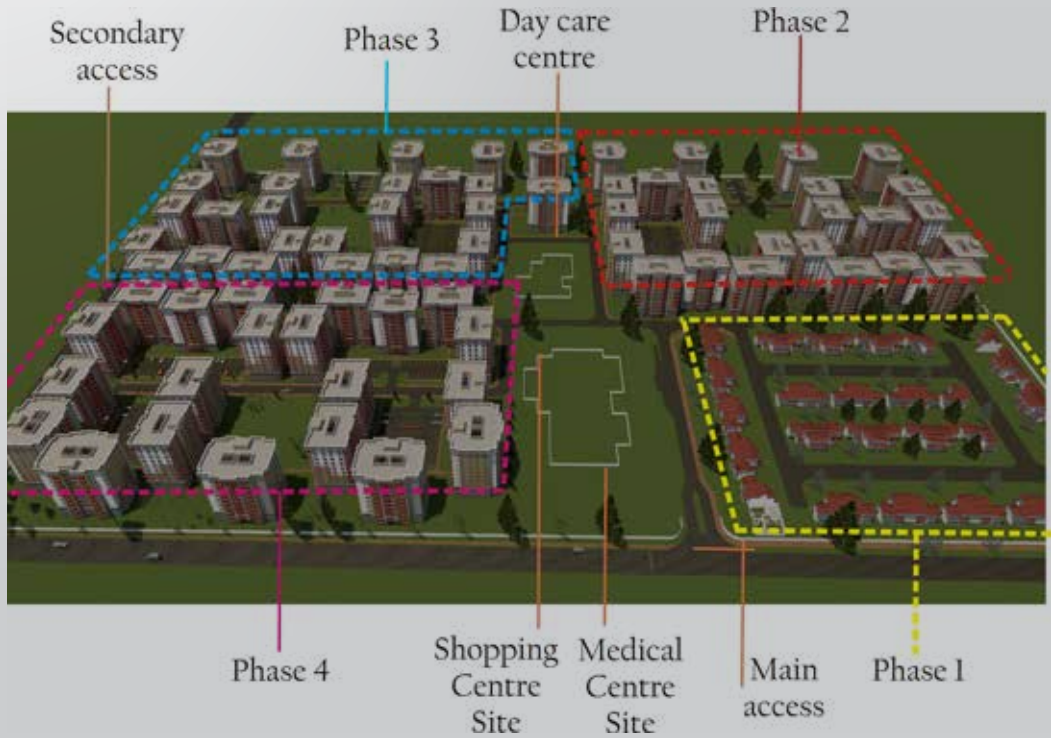 Secondary
access
Phase 3
Day care
centre
Phase 2
Phase 4
Shopping
Centre
Site
Medical
Centre
Site
Main
access
Phase 1